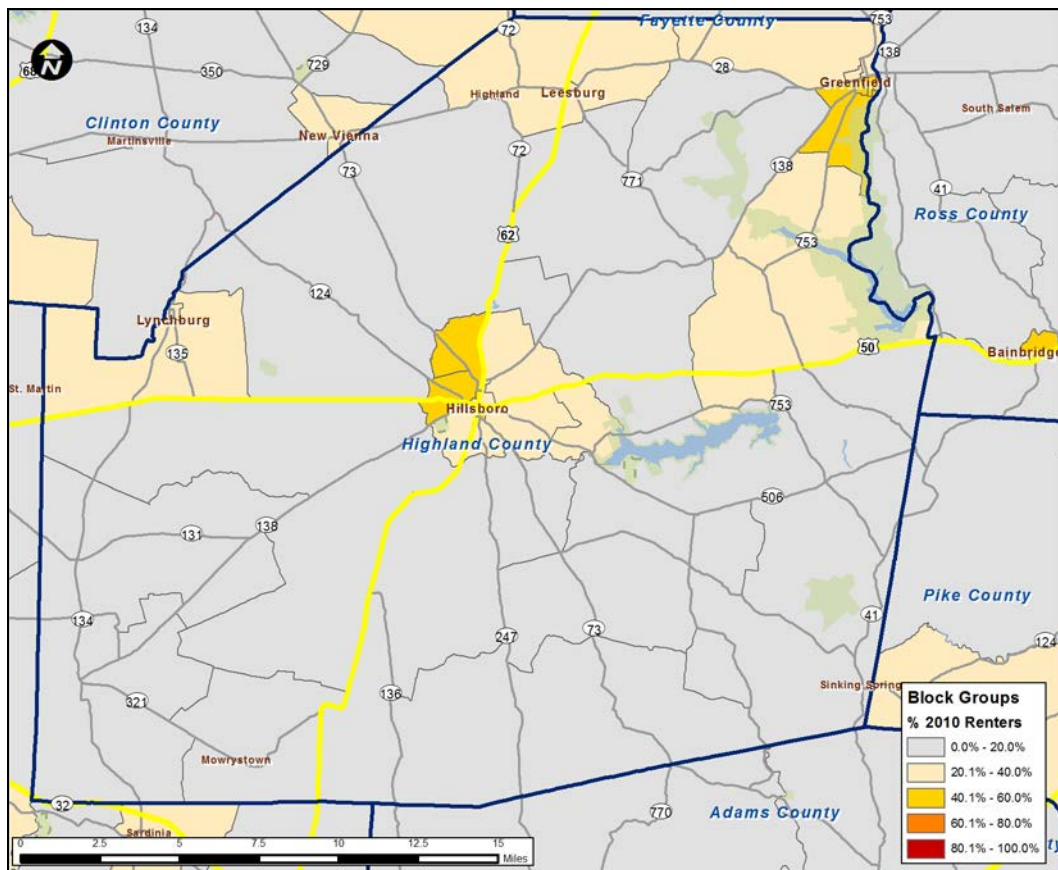 Fayette County
753
134
72
138
N
68
729
350
28
Greenfield
Highland
Leesburg
South Salem
Clinton County
Martinsville
New Vienna
72
73
138
771
41
Ross County
62
753
124
Lynchburg
135
50
Bainbridge
St. Martin
Hillsboro
753
Highland County
506
138
131
Pike County
134
247
73
41
124
136
Sinking Spring
321
Mowrystown
32
Sardinia
770
Adams County
Block Groups
% 2010 Renters
0.0% - 20.0%
20.1% - 40.0%
40.1% - 60.0%
60.1% - 80.0%
80.1% - 100.0%
0 2.5 5 7.5 10 12.5 15
Miles